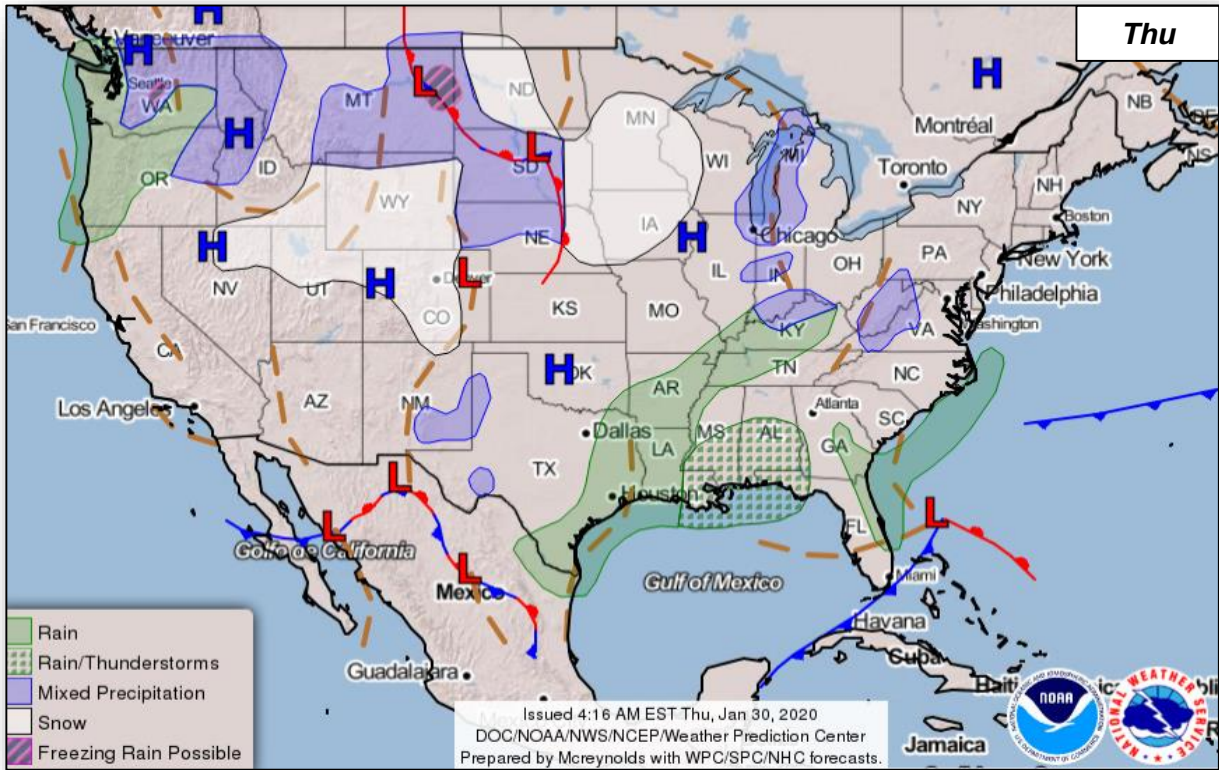 Thu
H
Vancouver
H
H
Seattle
WA
MT
L
ND
MN
Montréal
NB
NS
H
ID
OR
SD
L
WI
MI
Toronto
NH
Boston
NY
WY
IA
NE
H
Chicago
PA
New York
H
NV
UT
H
Denver
L
CO
KS
MO
IL
IN
OH
Philadelphia
Washington
San Francisco
CA
KY
VA
H
OK
AR
TN
NC
Los Angeles
AZ
NM
Atlanta
SC
Dallas
MS
AL
GA
TX
LA
L
Houston
L
Golfo de California
FL
L
L
Mexico
Gulf of Mexico
Miami
Havana
Cuba
Guadalajara
Jamaica
Rain
Rain/Thunderstorms
Mixed Precipitation
Snow
Freezing Rain Possible
Issued 4:16 AM EST Thu, Jan 30, 2020
DOC/NOAA/NWS/NCEP/Weather Prediction Center
Prepared by Mcreynolds with WPC/SPC/NHC forecasts.
NOAA
NATIONAL WEATHER SERVICE